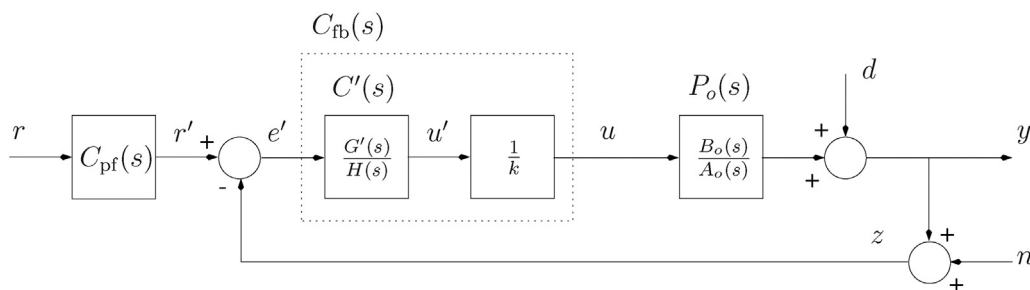 C_fb(s)
C'(s)
P_o(s)
d
r
C_pf(s)
r'
+
-
e'
G'(s)/H(s)
u'
1/k
u
B_o(s)/A_o(s)
+
+
y
z
+
+
n